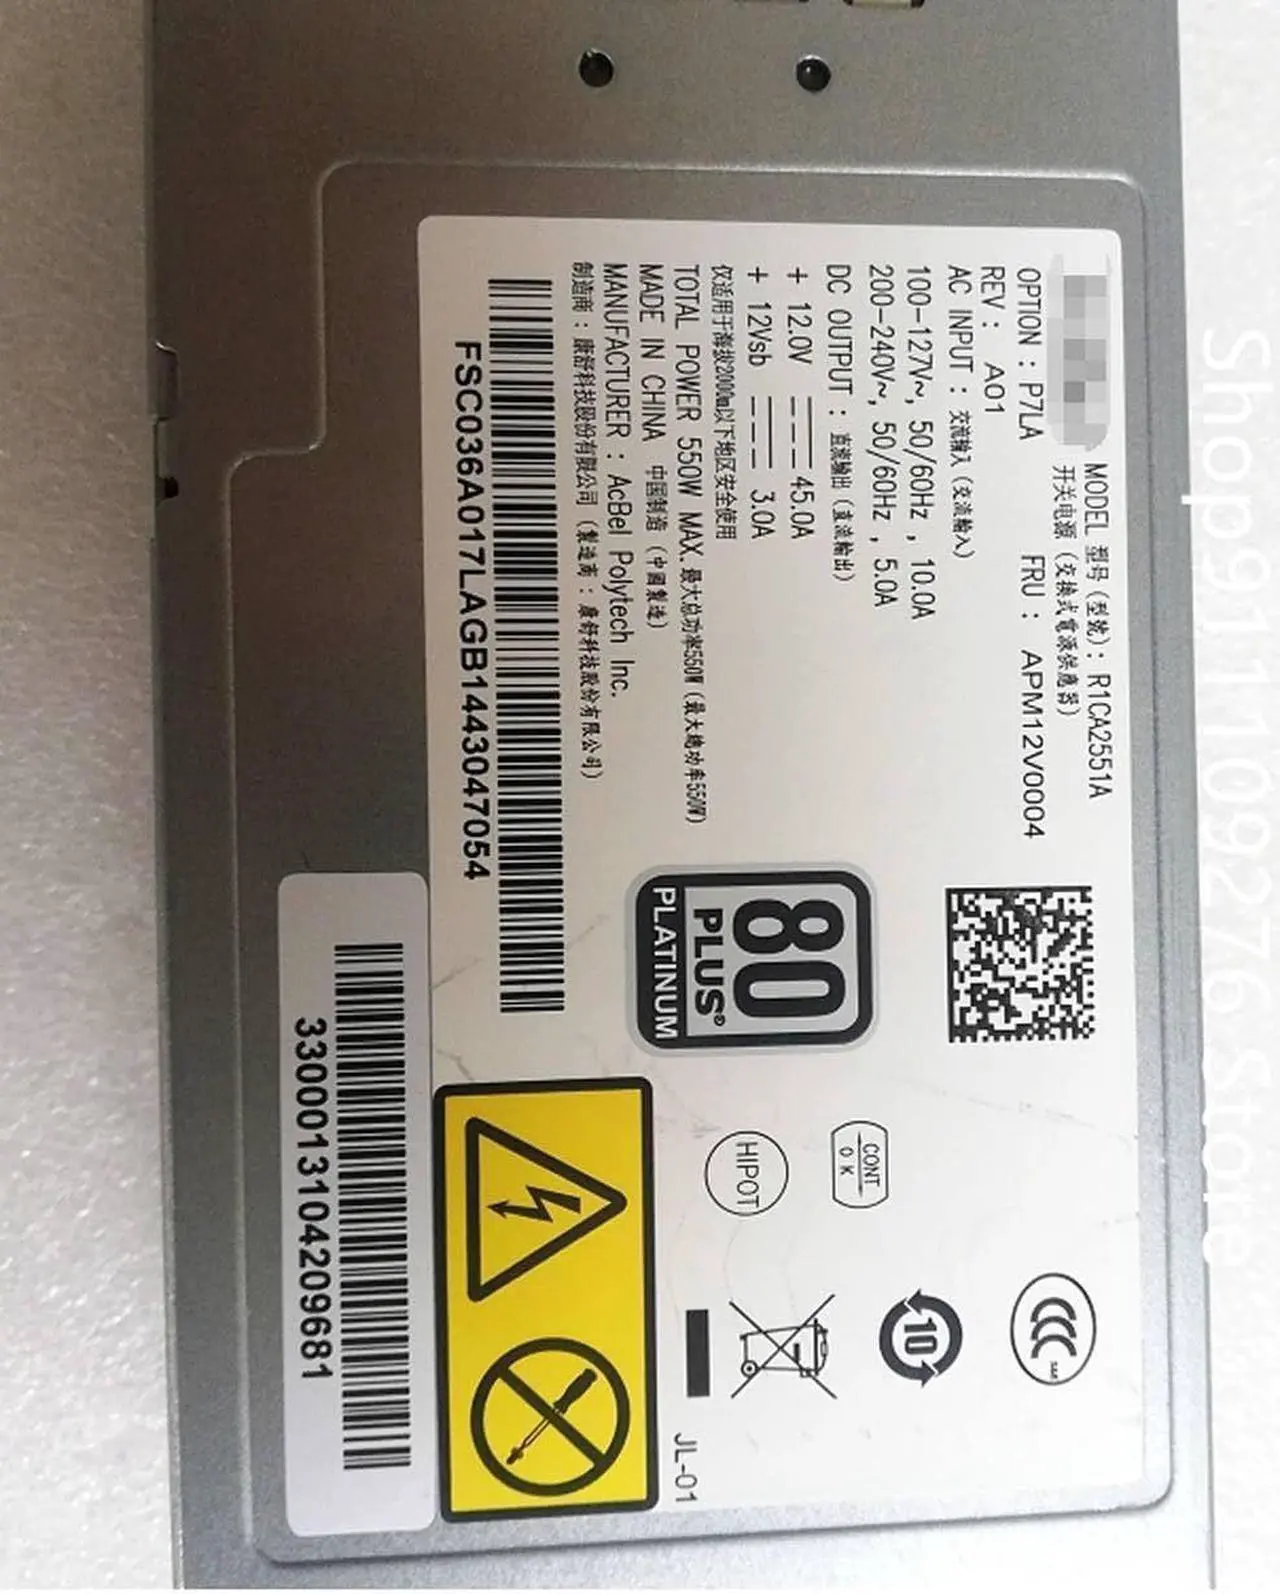 MODEL 型号 (型號) : R1CA2551A
开关电源 (交換式電源供應器)
OPTION : P7LA FRU : APM12V0004
REV : A01
AC INPUT : 交流输入 (交流輸入)
100-127V~, 50/60Hz , 10.0A
200-240V~, 50/60Hz , 5.0A
DC OUTPUT : 直流输出 (直流輸出)
+ 12.0V 45.0A
+ 12Vsb 3.0A
仅适用于海拔2000m以下地区安全使用
TOTAL POWER 550W MAX. 最大总功率550W (最大總功率550W)
MADE IN CHINA 中国制造 (中國製造)
MANUFACTURER : AcBel Polytech Inc.
制造商 : 康舒科技股份有限公司 (製造商 : 康舒科技股份有限公司)
FSC036A017LAGB1443047054
80
PLUS®
PLATINUM
CONT
OK
HIPOT
CCC
S&E
10
JL-01
3300013104209681
Shop911109276 Store